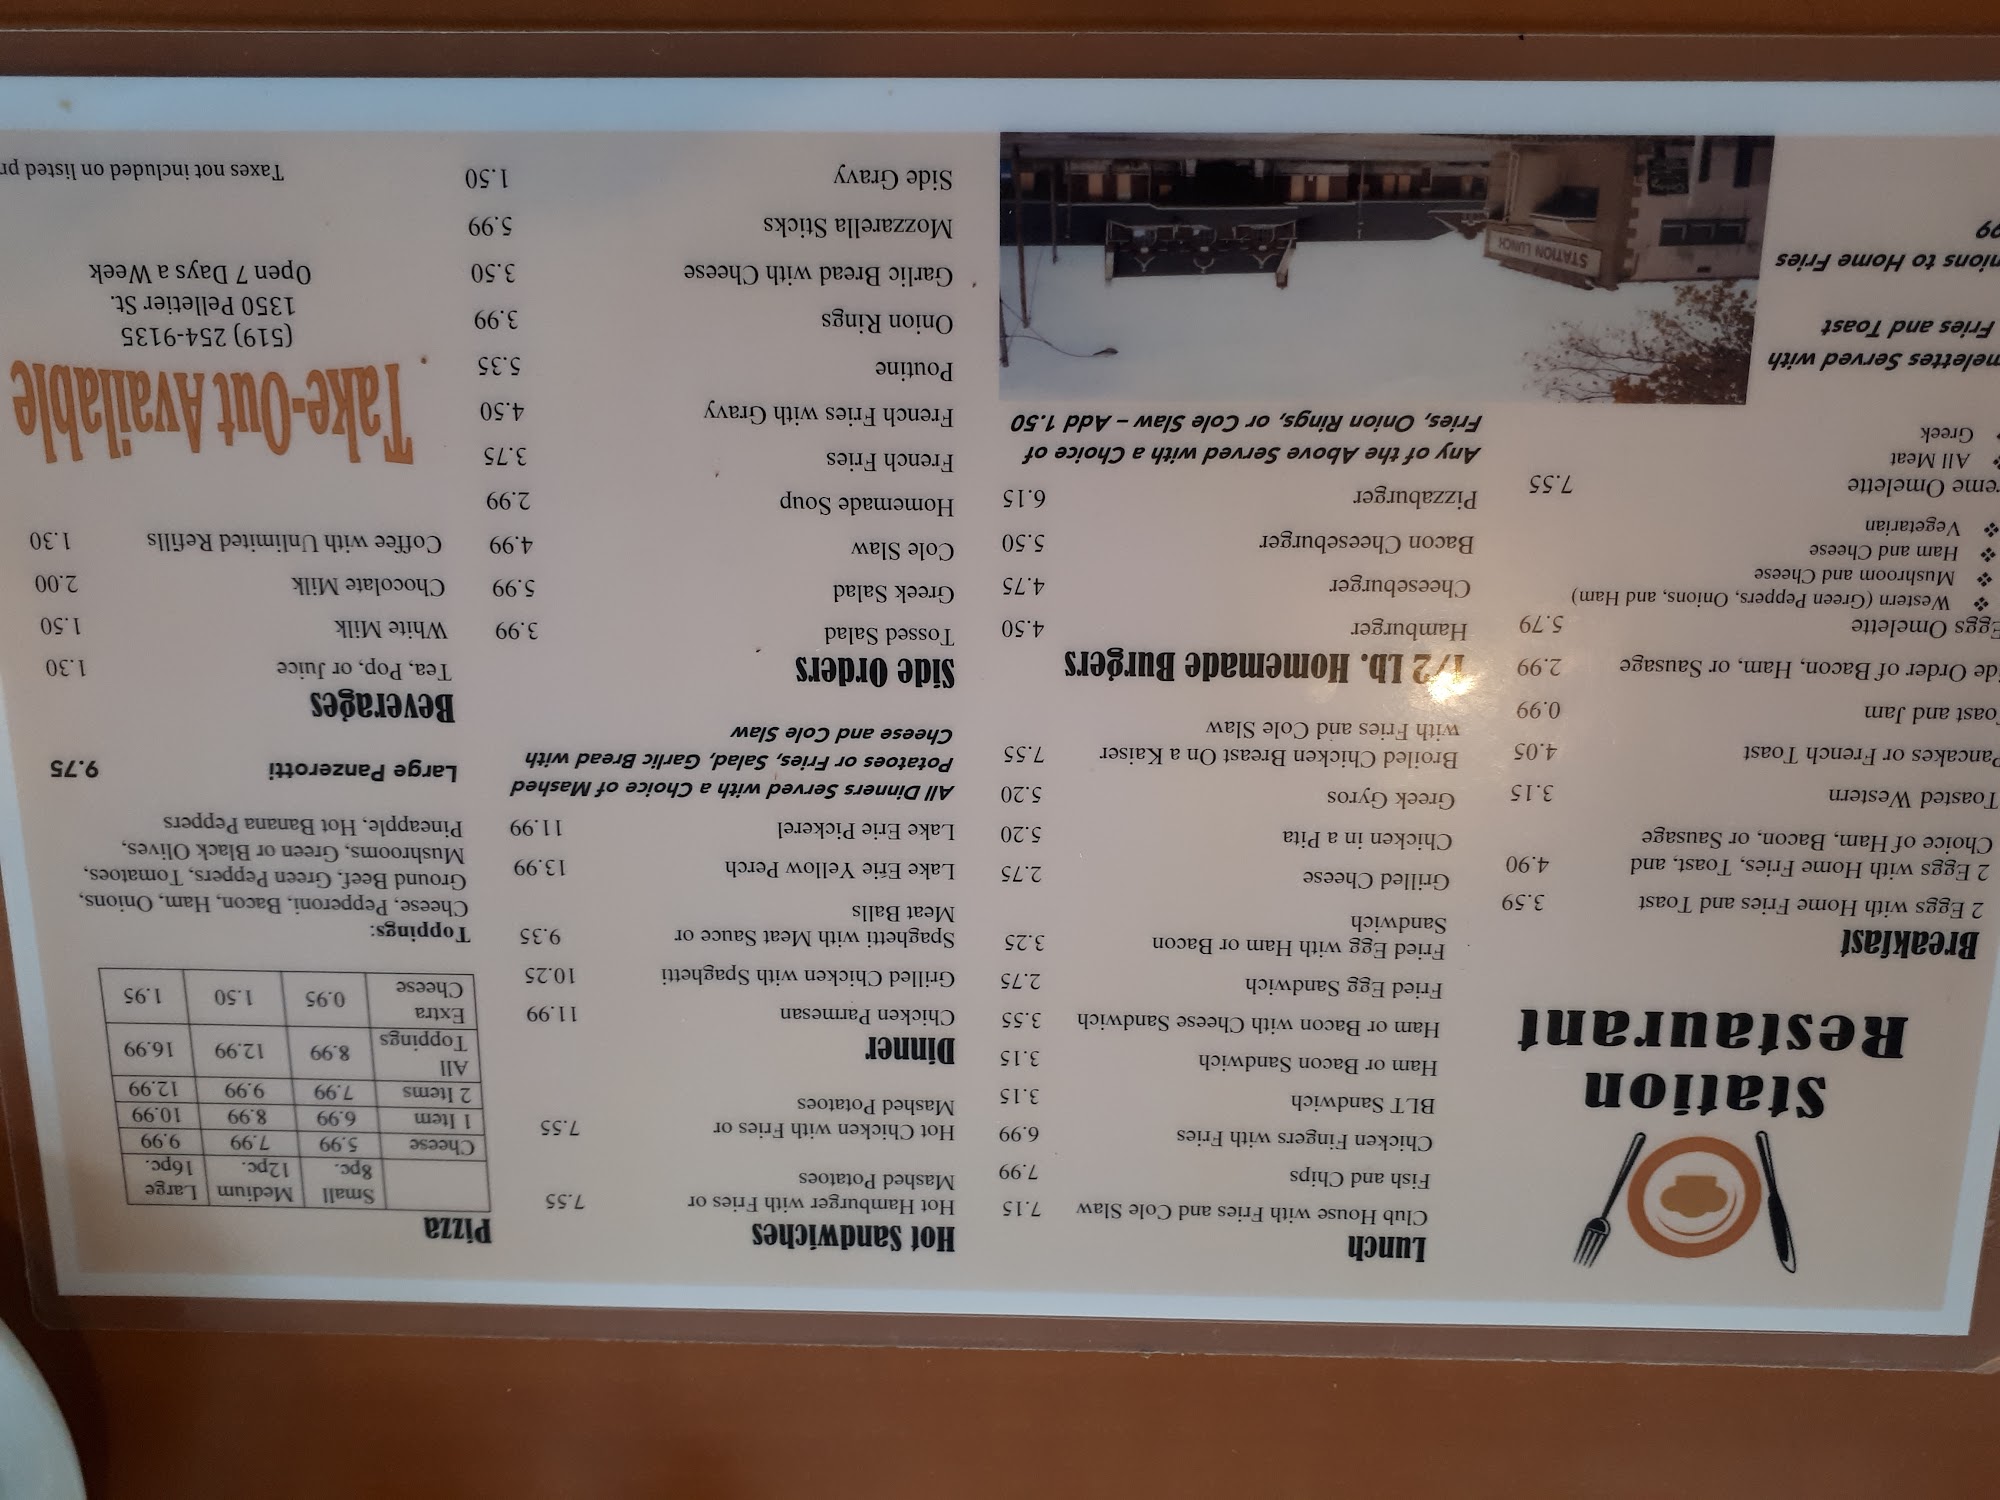 Station
Restaurant
Breakfast
2 Eggs with Home Fries and Toast 3.59
2 Eggs with Home Fries, Toast, and 4.90
Choice of Ham, Bacon, or Sausage
Toasted Western 3.15
Pancakes or French Toast 4.05
Toast and Jam 0.99
Order of Bacon, Ham, or Sausage 2.99
Eggs Omelette 5.79
❖ Western (Green Peppers, Onions, and Ham)
❖ Mushroom and Cheese
❖ Ham and Cheese
❖ Vegetarian
Omelette 7.55
❖ All Meat
❖ Greek
Served with
Fries and Toast
to Home Fries
99
STATION LUNCH
Lunch
Club House with Fries and Cole Slaw 7.15
Fish and Chips 7.99
Chicken Fingers with Fries 6.99
BLT Sandwich 3.15
Ham or Bacon Sandwich 3.15
Ham or Bacon with Cheese Sandwich 3.55
Fried Egg Sandwich 2.75
Fried Egg with Ham or Bacon 3.25
Sandwich
Grilled Cheese 2.75
Chicken in a Pita 5.20
Greek Gyros 5.20
Broiled Chicken Breast On a Kaiser 7.55
with Fries and Cole Slaw
1/2 Lb. Homemade Burgers
Hamburger 4.50
Cheeseburger 4.75
Bacon Cheeseburger 5.50
Pizzaburger 6.15
Any of the Above Served with a Choice of
Fries, Onion Rings, or Cole Slaw – Add 1.50
Hot Sandwiches
Hot Hamburger with Fries or 7.55
Mashed Potatoes
Hot Chicken with Fries or 7.55
Mashed Potatoes
Dinner
Chicken Parmesan 11.99
Grilled Chicken with Spaghetti 10.25
Spaghetti with Meat Sauce or 9.35
Meat Balls
Lake Erie Yellow Perch 13.99
Lake Erie Pickerel 11.99
All Dinners Served with a Choice of Mashed
Potatoes or Fries, Salad, Garlic Bread with
Cheese and Cole Slaw
Side Orders
Tossed Salad 3.99
Greek Salad 5.99
Cole Slaw 4.99
Homemade Soup 2.99
French Fries 3.75
French Fries with Gravy 4.50
Poutine 5.35
Onion Rings 3.99
Garlic Bread with Cheese 3.50
Mozzarella Sticks 5.99
Side Gravy 1.50
Pizza
Small Medium Large
8pc. 12pc. 16pc.
Cheese 5.99 7.99 9.99
1 Item 6.99 8.99 10.99
2 Items 7.99 9.99 12.99
All
Toppings 8.99 12.99 16.99
Extra
Cheese 0.95 1.50 1.95
Toppings:
Cheese, Pepperoni, Bacon, Ham, Onions,
Ground Beef, Green Peppers, Tomatoes,
Mushrooms, Green or Black Olives,
Pineapple, Hot Banana Peppers
Large Panzerotti 9.75
Beverages
Tea, Pop, or Juice 1.30
White Milk 1.50
Chocolate Milk 2.00
Coffee with Unlimited Refills 1.30
Take-Out Available
(519) 254-9135
1350 Pelletier St.
Open 7 Days a Week
Taxes not included on listed